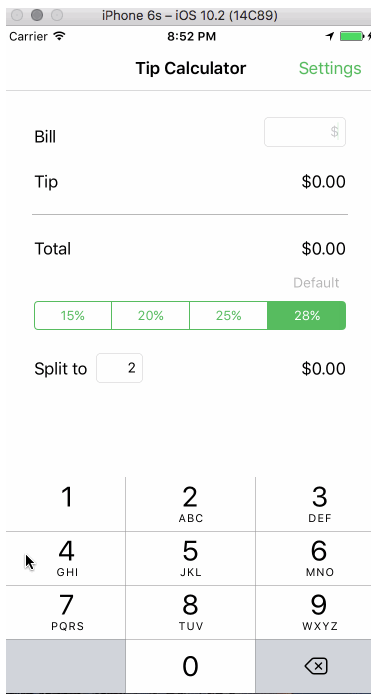 iPhone 6s – iOS 10.2 (14C89)
Carrier 8:52 PM
Tip Calculator Settings
Bill $
Tip $0.00
Total $0.00
Default
15% 20% 25% 28%
Split to 2 $0.00
1 2 3
ABC DEF
4 5 6
GHI JKL MNO
7 8 9
PQRS TUV WXYZ
0